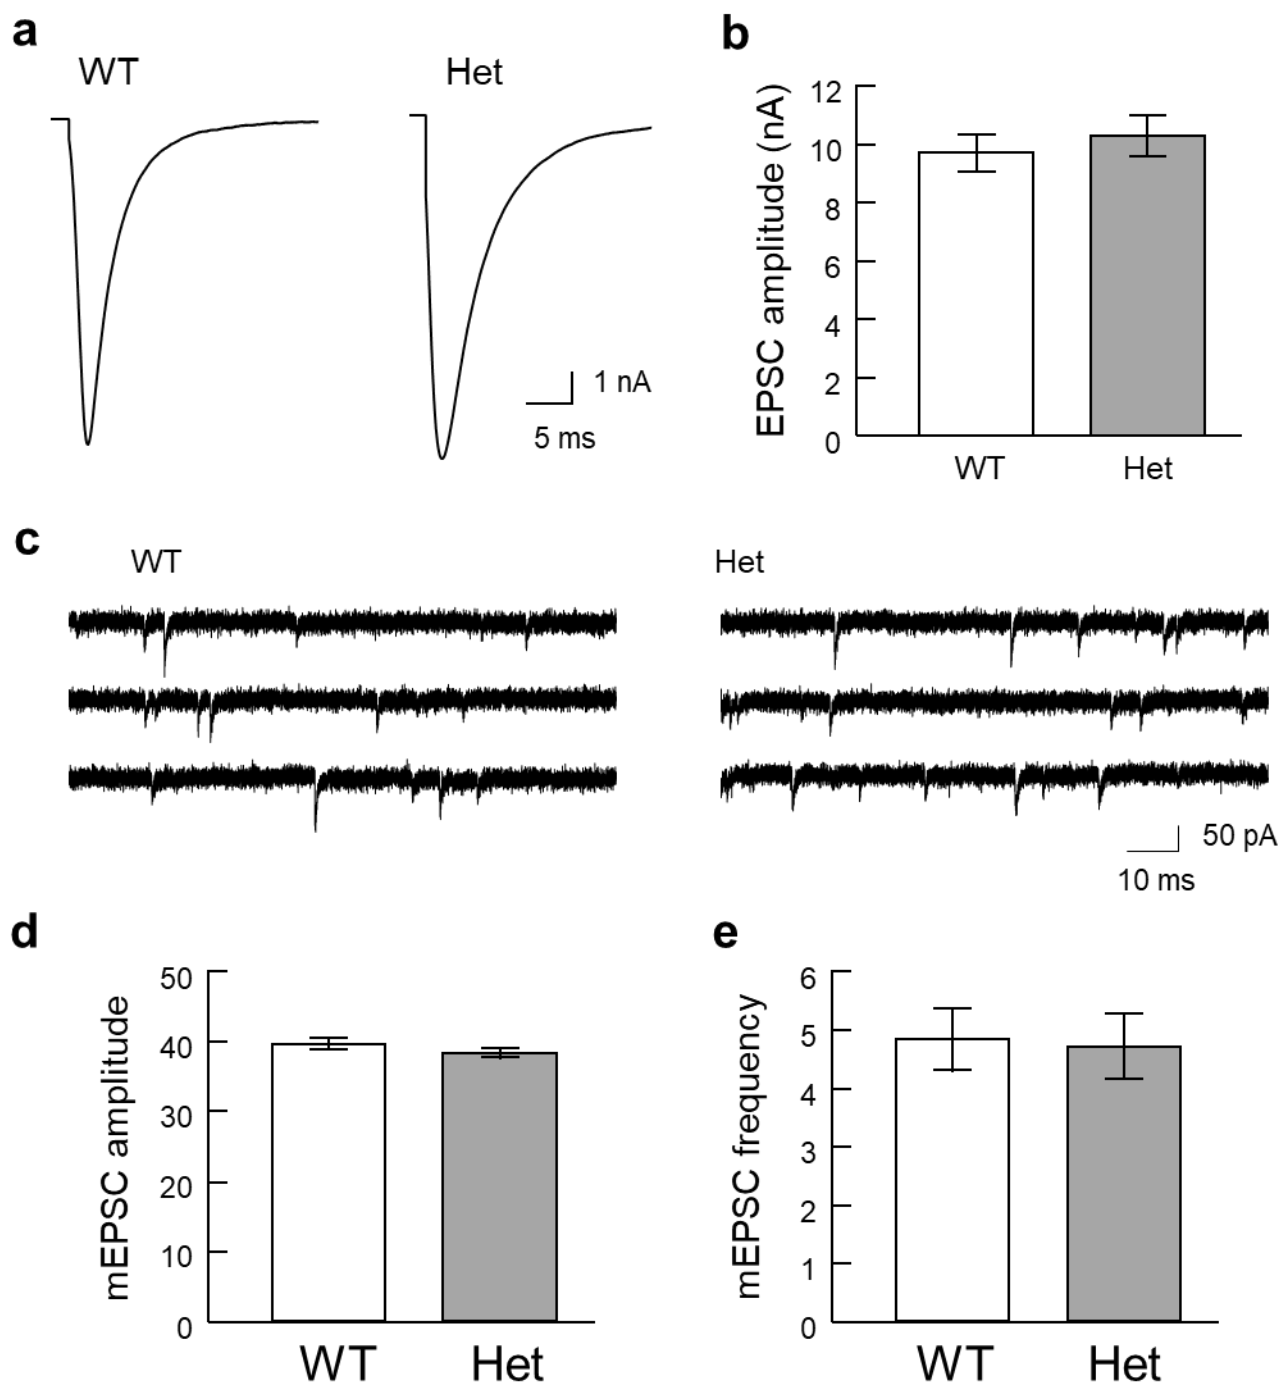 a
WT
Het
1 nA
5 ms
b
EPSC amplitude (nA)
12
10
8
6
4
2
0
WT
Het
c
WT
Het
50 pA
10 ms
d
mEPSC amplitude
50
40
30
20
10
0
WT
Het
e
mEPSC frequency
6
5
4
3
2
1
0
WT
Het